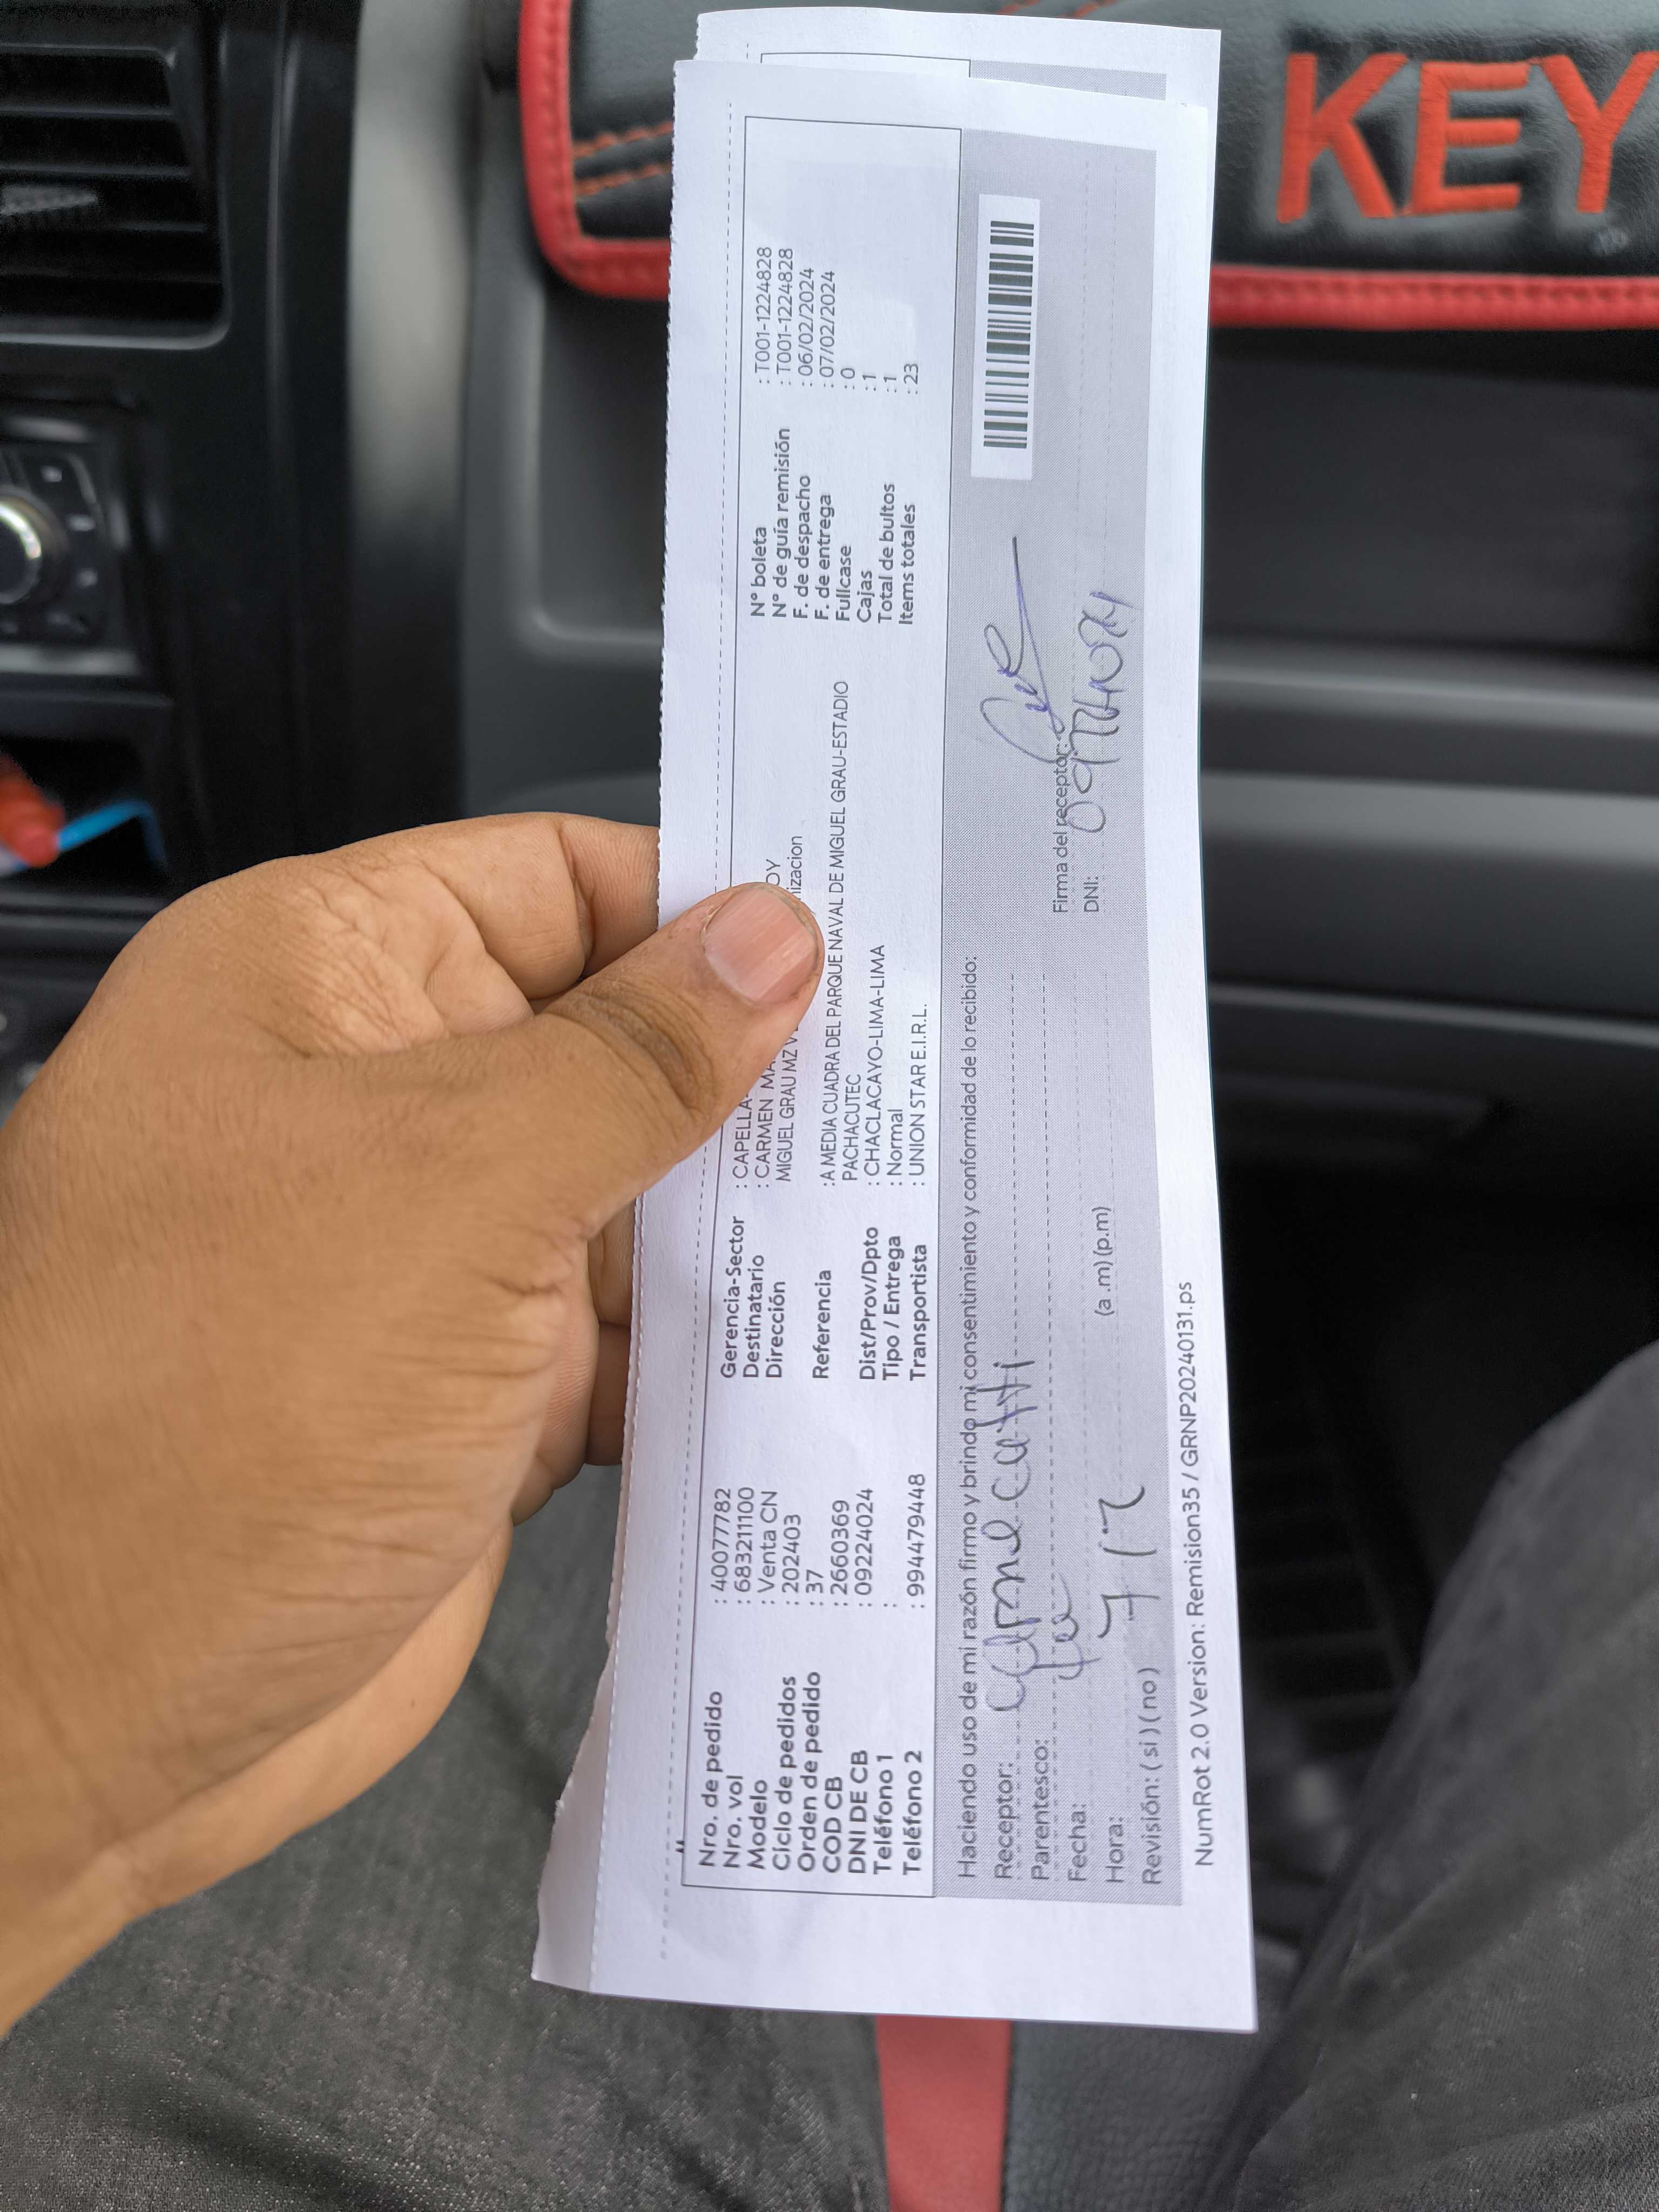 KEY
Nro. de pedido : 40077782
Nro. vol : 683211100
Modelo : Venta CN
Ciclo de pedidos : 202403
Orden de pedido : 37
COD CB : 2660369
DNI DE CB : 09224024
Teléfono 1 :
Teléfono 2 : 994479448
Gerencia-Sector : CAPELLA
Destinatario : CARMEN
Dirección MIGUEL GRAU MZ
Referencia : A MEDIA CUADRA DEL PARQUE NAVAL DE MIGUEL GRAU-ESTADIO
PACHACUTEC
Dist/Prov/Dpto : CHACLACAYO-LIMA-LIMA
Tipo / Entrega : Normal
Transportista : UNION STAR E.I.R.L.
N° boleta : T001-1224828
N° de guía remisión : T001-1224828
F. de despacho : 06/02/2024
F. de entrega : 07/02/2024
Fullcase : 0
Cajas : 1
Total de bultos : 1
Items totales : 23
Haciendo uso de mi razón firmo y brindo mi consentimiento y conformidad de lo recibido:
Receptor:
Parentesco:
Fecha: 7
Hora: (a .m) (p.m)
Revisión: ( si ) ( no )
Firma del receptor:
DNI:
NumRot 2.0 Version: Remision35 / GRNP20240131.ps